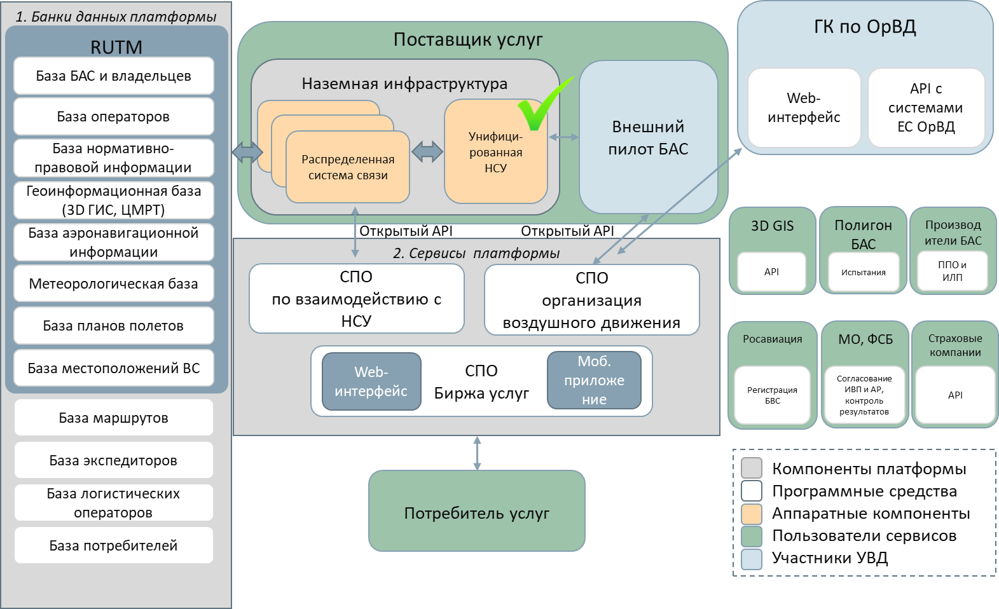 1. Банки данных платформы
RUTM
База БАС и владельцев
База операторов
База нормативно-
правовой информации
Геоинформационная база
(3D ГИС, ЦМРТ)
База аэронавигационной
информации
Метеорологическая база
База планов полетов
База местоположений ВС
База маршрутов
База экспедиторов
База логистических
операторов
База потребителей
Поставщик услуг
Наземная инфраструктура
Распределенная
система связи
Унифици-
рованная
НСУ
Внешний
пилот БАС
Открытый API
Открытый API
2. Сервисы платформы
СПО
по взаимодействию с
НСУ
СПО
организация
воздушного движения
Web-
интерфейс
СПО
Биржа услуг
Моб.
приложе
ние
Потребитель услуг
ГК по ОрВД
Web-
интерфейс
API с
системами
ЕС ОрВД
3D GIS
API
Полигон
БАС
Испытания
Производ
ители БАС
ППО и
ИЛП
Росавиация
Регистрация
БВС
МО, ФСБ
Согласование
ИВП и АР,
контроль
результатов
Страховые
компании
API
Компоненты платформы
Программные средства
Аппаратные компоненты
Пользователи сервисов
Участники УВД